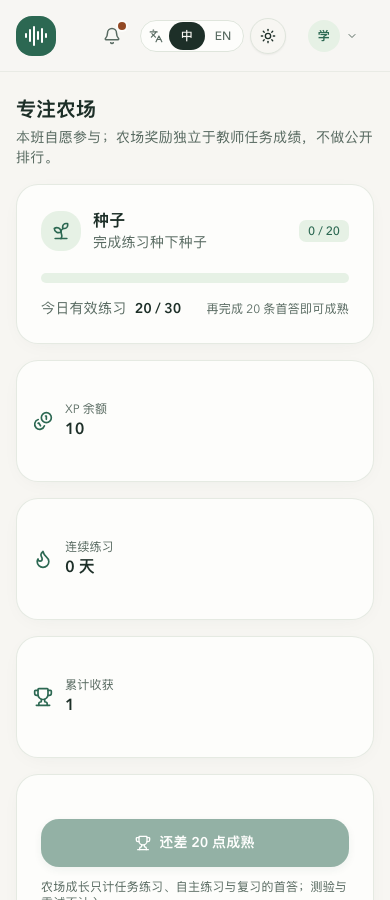 中 EN 学
专注农场
本班自愿参与；农场奖励独立于教师任务成绩，不做公开
排行。
种子
完成练习种下种子
0 / 20
今日有效练习 20 / 30 再完成 20 条首答即可成熟
XP 余额
10
连续练习
0 天
累计收获
1
还差 20 点成熟
农场成长只计任务练习、自主练习与复习的首答；测验与